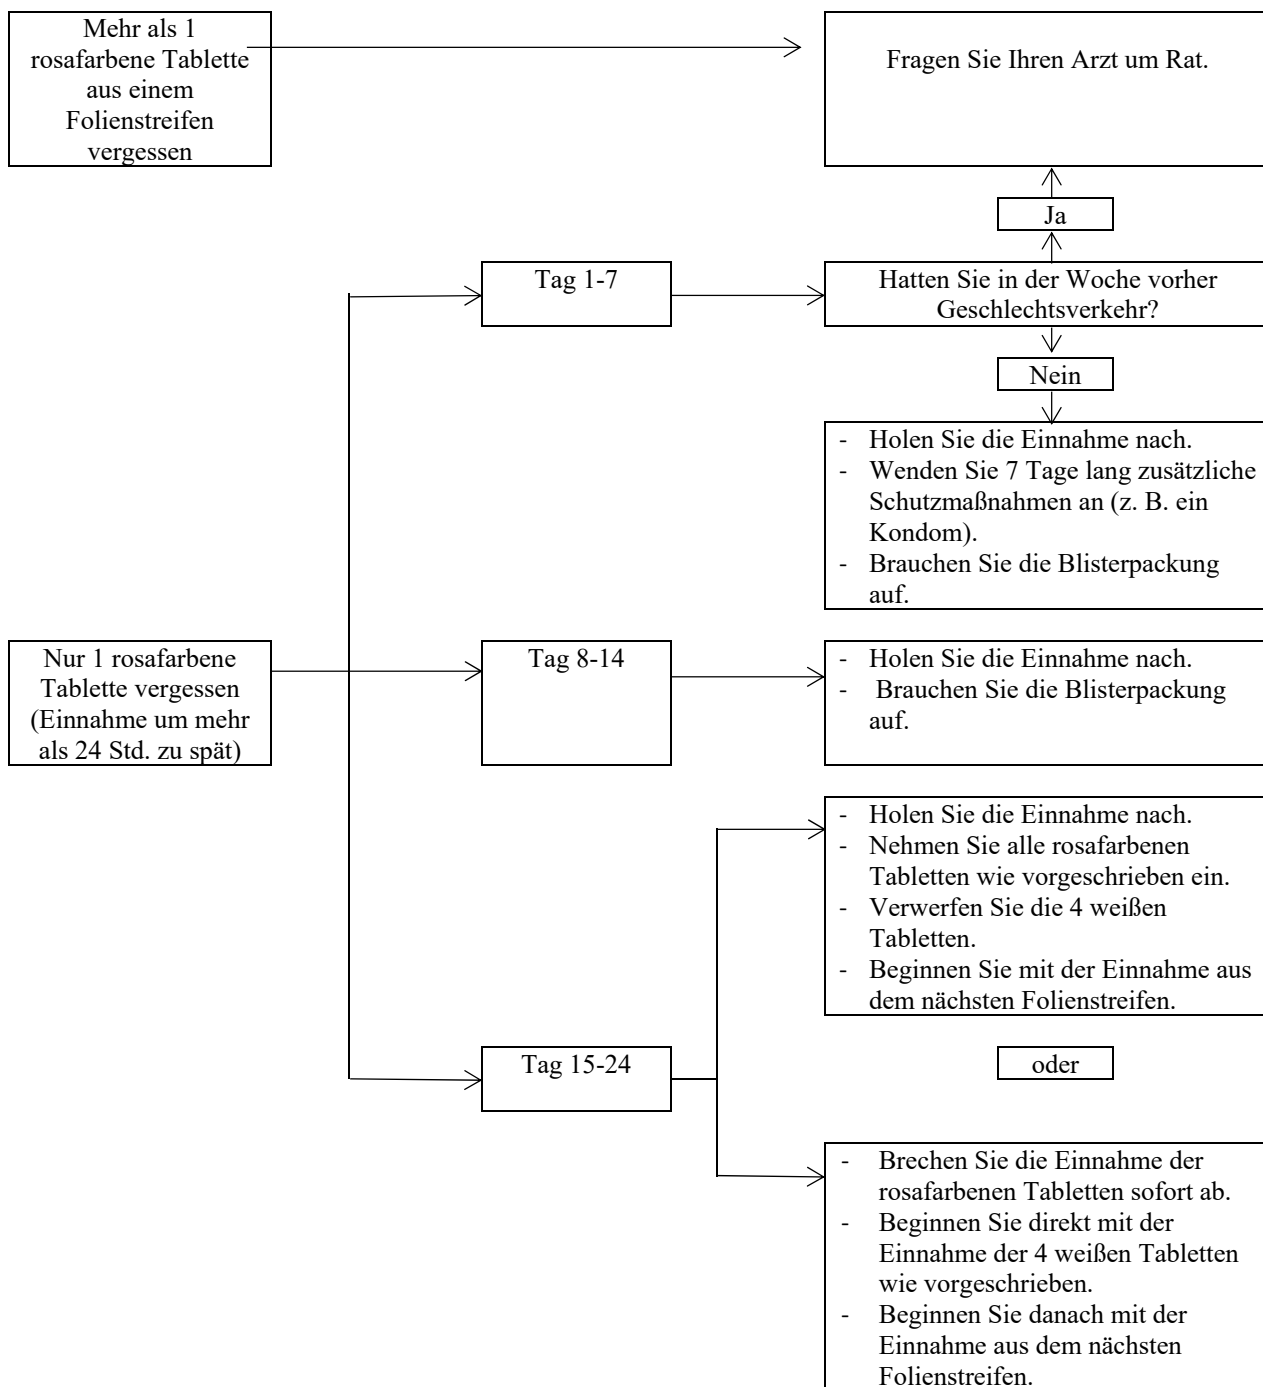 Mehr als 1
rosafarbene Tablette
aus einem
Folienstreifen
vergessen
Fragen Sie Ihren Arzt um Rat.
Ja
Tag 1-7
Hatten Sie in der Woche vorher
Geschlechtsverkehr?
Nein
- Holen Sie die Einnahme nach.
- Wenden Sie 7 Tage lang zusätzliche
Schutzmaßnahmen an (z. B. ein
Kondom).
- Brauchen Sie die Blisterpackung
auf.
Nur 1 rosafarbene
Tablette vergessen
(Einnahme um mehr
als 24 Std. zu spät)
Tag 8-14
- Holen Sie die Einnahme nach.
- Brauchen Sie die Blisterpackung
auf.
Tag 15-24
- Holen Sie die Einnahme nach.
- Nehmen Sie alle rosafarbenen
Tabletten wie vorgeschrieben ein.
- Verwerfen Sie die 4 weißen
Tabletten.
- Beginnen Sie mit der Einnahme aus
dem nächsten Folienstreifen.
oder
- Brechen Sie die Einnahme der
rosafarbenen Tabletten sofort ab.
- Beginnen Sie direkt mit der
Einnahme der 4 weißen Tabletten
wie vorgeschrieben.
- Beginnen Sie danach mit der
Einnahme aus dem nächsten
Folienstreifen.